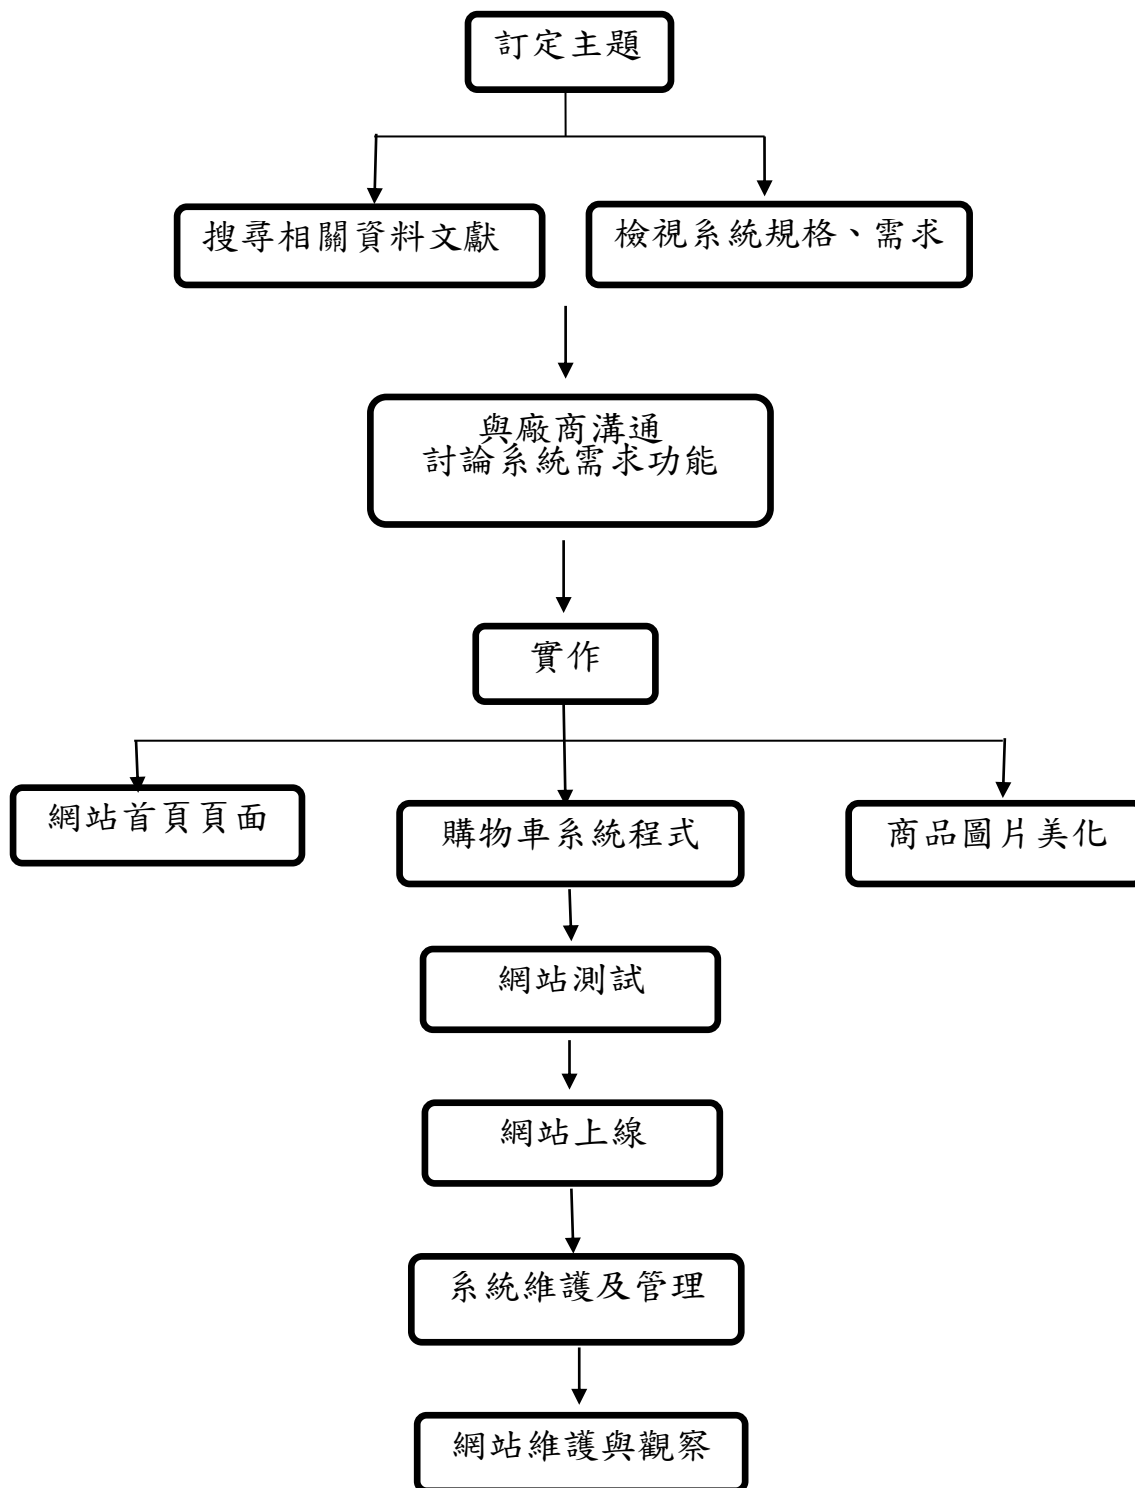 訂定主題
搜尋相關資料文獻
檢視系統規格、需求
與廠商溝通
討論系統需求功能
實作
網站首頁頁面
購物車系統程式
商品圖片美化
網站測試
網站上線
系統維護及管理
網站維護與觀察